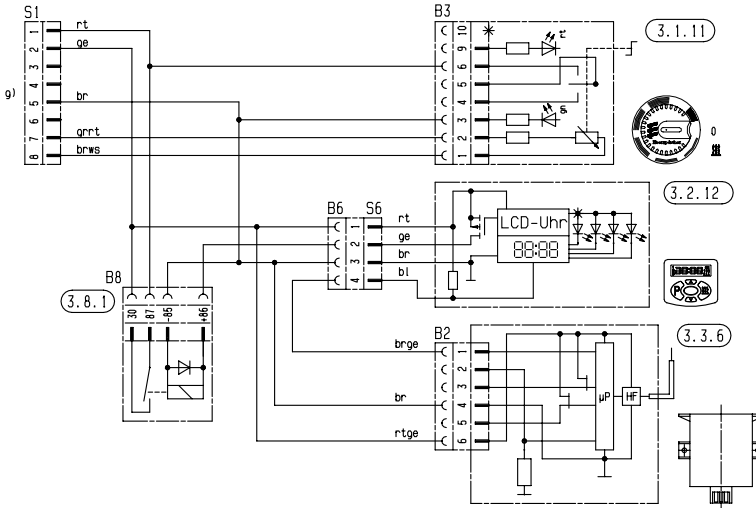 S1
1 rt
2 ge
3
4
5 br
6
7 grrt
8 brws
g)
B3
10
9
6
5
4
3
2
1
rt
3.1.11
0
B6 S6
1 rt
2 ge
3 br
4 bl
LCD-Uhr
88:88
3.2.12
P
B8
3.8.1
30 87 -85 +86
B2
brge 1
2
3
br 4
5
rtge 6
µP
HF
3.3.6